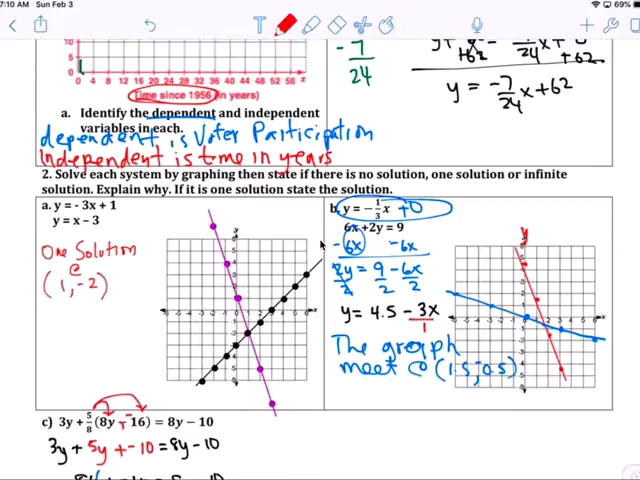 7:10 AM Sun Feb 3
69%
T
10
5
0
0 4 8 12 16 20 24 28 32 36 40 44 48 52 56 x
Time since 1956 (in years)
- 7
24
+62
+62
y = -7/24 x + 62
a. Identify the dependent and independent
variables in each.
dependent is Voter Participation
Independent is time in years
2. Solve each system by graphing then state if there is no solution, one solution or infinite
solution. Explain why. If it is one solution state the solution.
a. y = - 3x + 1
y = x – 3
One Solution
@
(1, -2)
b. y = -1/3 x +0
6x+2y = 9
- 6x - 6x
2y = 9 - 6x
2 2 2
y = 4.5 - 3x
1
The graph
meet @ (1.5, -0.5)
c) 3y + 5/8 (8y + -16) = 8y – 10
3y + 5y + -10 = 8y - 10